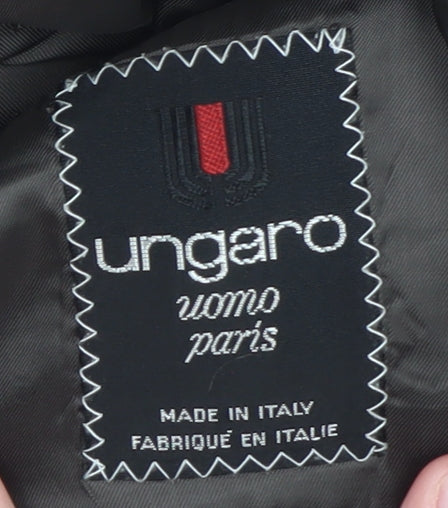 ungaro
uomo
paris
MADE IN ITALY
FABRIQUÉ EN ITALIE